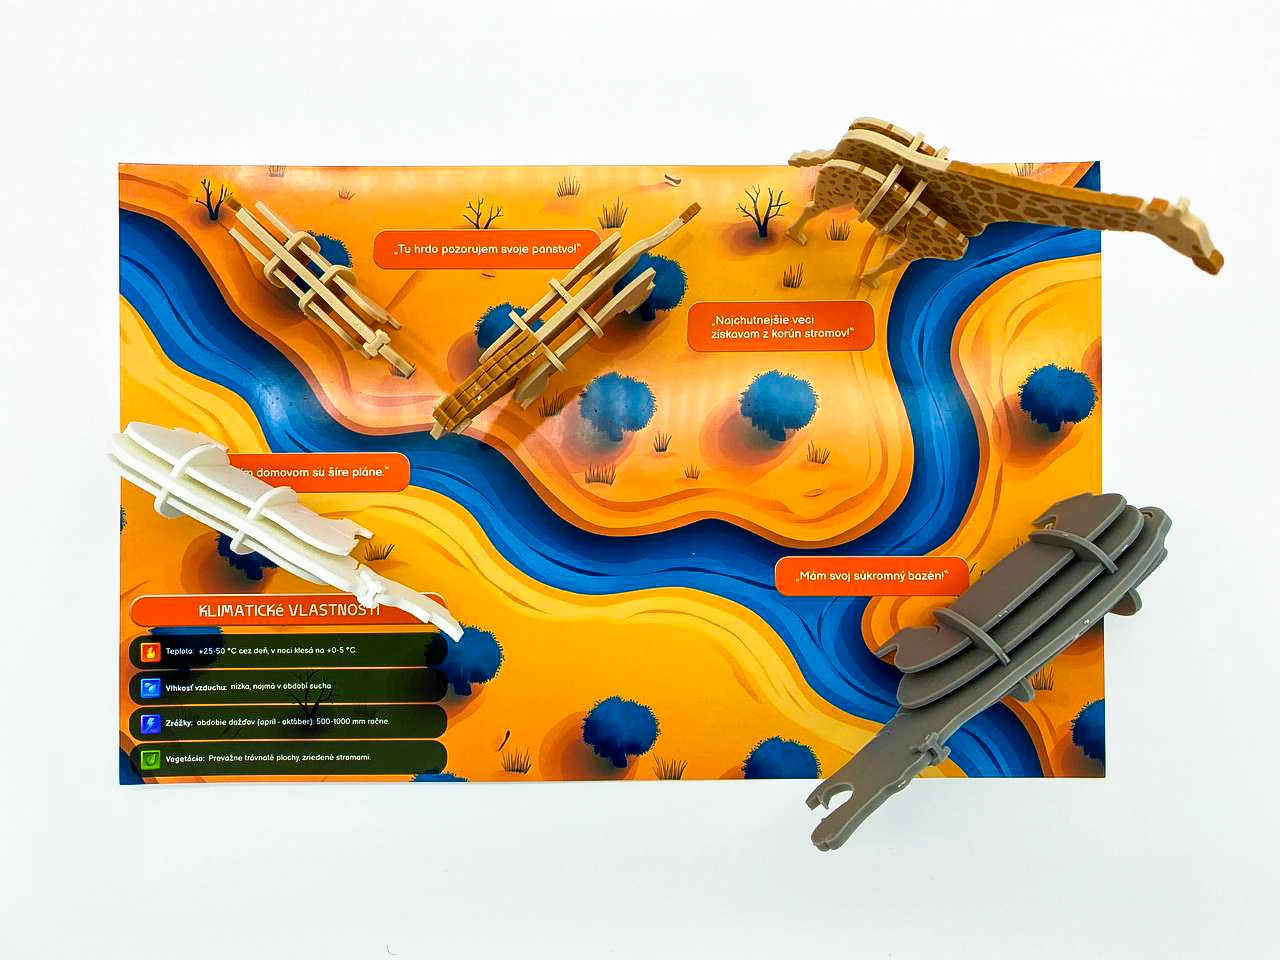 „Tu hrdo pozorujem svoje panstvo!“
„Najchutnejšie veci
získavam z korún stromov!“
domovom su šíre pláne.“
„Mám svoj súkromný bazén!“
KLIMATICKé VLASTNOSTI
Teplota: +25-50 °C cez deň, v noci klesá na +0-5 °C.
Vlhkosť vzduchu: nízka, najmä v období sucha
Zrážky: obdobie dažďov (apríl - október): 500-1000 mm ročne.
Vegetácia: Prevažne trávnaté plochy, zriedené stromami.